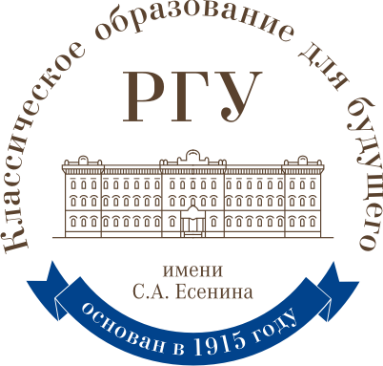 Классическое образование для будущего
РГУ
имени
С.А. Есенина
основан в 1915 году